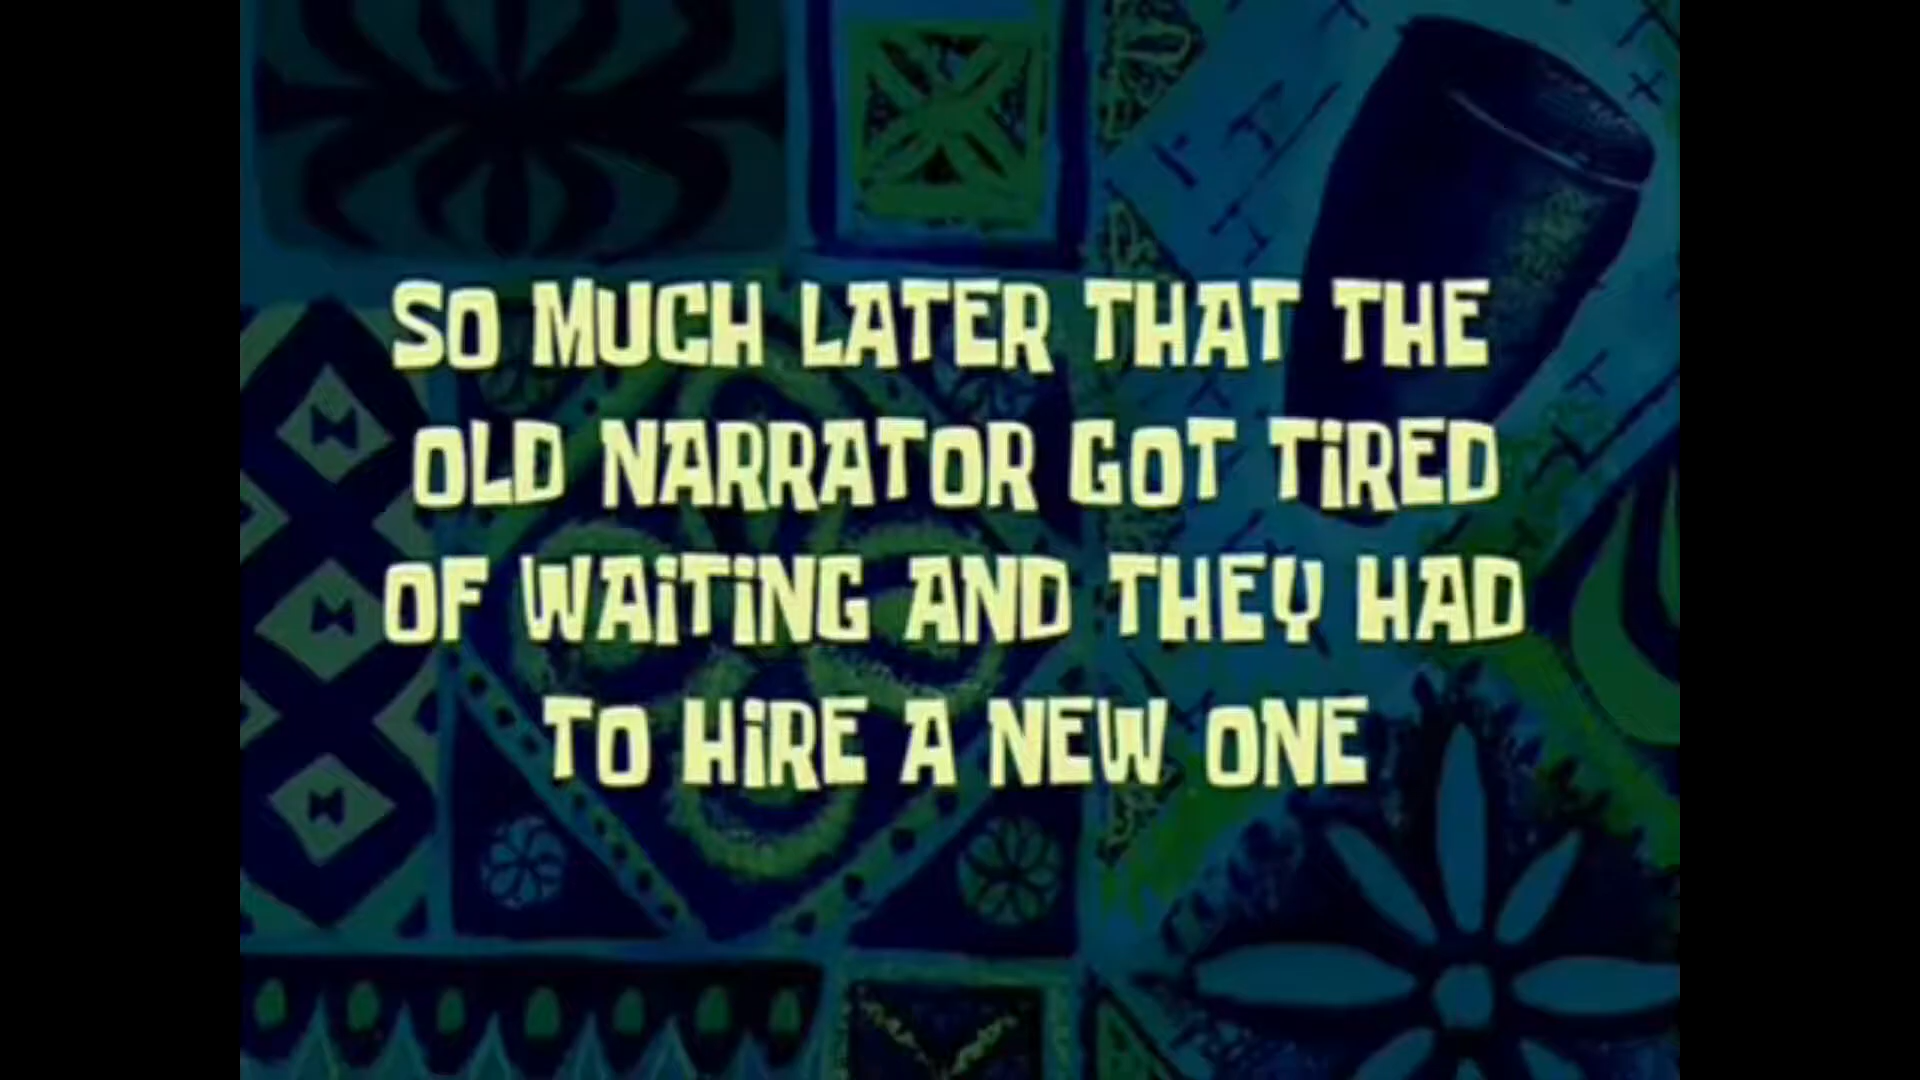 SO MUCH LATER THAT THE
OLD NARRATOR GOT TiRED
OF WAiTiNG AND THEY HAD
TO HiRE A NEW ONE